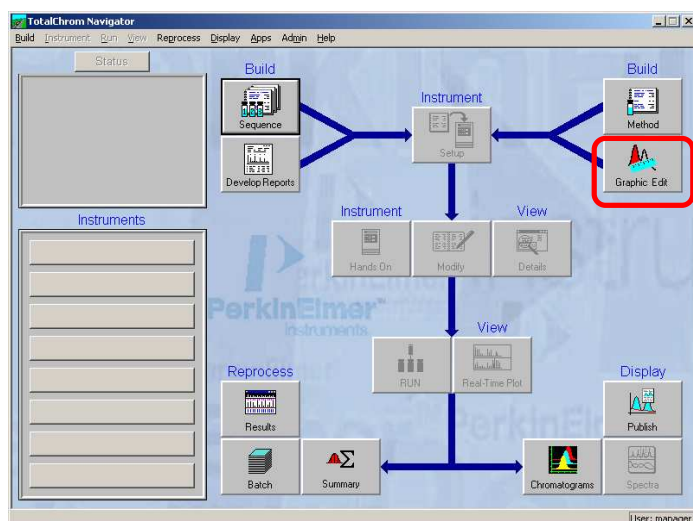 TotalChrom Navigator
Build Instrument Run View Reprocess Display Apps Admin Help
Status
Build
Instrument
Build
Sequence
Setup
Method
Develop Reports
Graphic Edit
Instruments
Instrument
View
Hands On
Modify
Details
PerkinElmer™
instruments
View
RUN
Real-Time Plot
Reprocess
Display
Results
Publish
Batch
Summary
Chromatograms
Spectra
User: manager